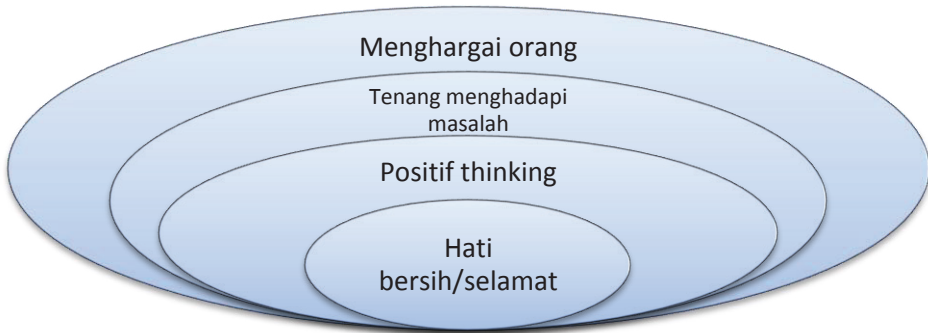 Menghargai orang
Tenang menghadapi
masalah
Positif thinking
Hati
bersih/selamat